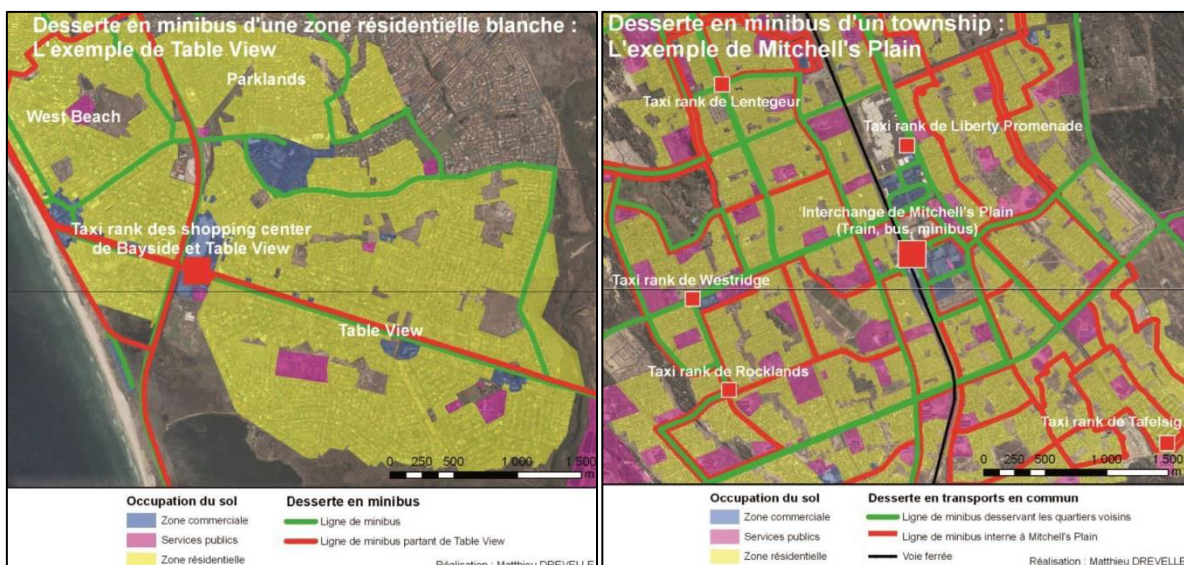 Desserte en minibus d'une zone résidentielle blanche :
L'exemple de Table View
Parklands
West Beach
Taxi rank des shopping center
de Bayside et Table View
Table View
0 250 500 1 000 1 500
m
Occupation du sol
Zone commerciale
Services publics
Zone résidentielle
Desserte en minibus
Ligne de minibus
Ligne de minibus partant de Table View
Réalisation : Matthieu DREVELLE
Desserte en minibus d'un township :
L'exemple de Mitchell's Plain
Taxi rank de Lentegeur
Taxi rank de Liberty Promenade
Interchange de Mitchell's Plain
(Train, bus, minibus)
Taxi rank de Westridge
Taxi rank de Rocklands
Taxi rank de Tafelsig
0 250 500 1 000 1 500
m
Occupation du sol
Zone commerciale
Services publics
Zone résidentielle
Desserte en transports en commun
Ligne de minibus desservant les quartiers voisins
Ligne de minibus interne à Mitchell's Plain
Voie ferrée
Réalisation : Matthieu DREVELLE